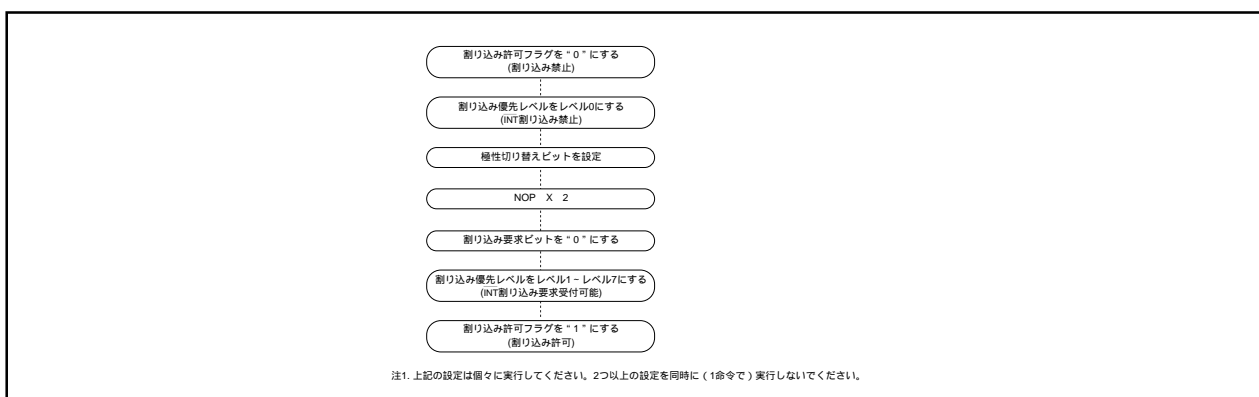 割り込み許可フラグを“0”にする
(割り込み禁止)
割り込み優先レベルをレベル0にする
(INT割り込み禁止)
極性切り替えビットを設定
NOP X 2
割り込み要求ビットを“0”にする
割り込み優先レベルをレベル1－レベル7にする
(INT割り込み要求受付可能)
割り込み許可フラグを“1”にする
(割り込み許可)
注1. 上記の設定は個々に実行してください。2つ以上の設定を同時に(1命令で)実行しないでください。